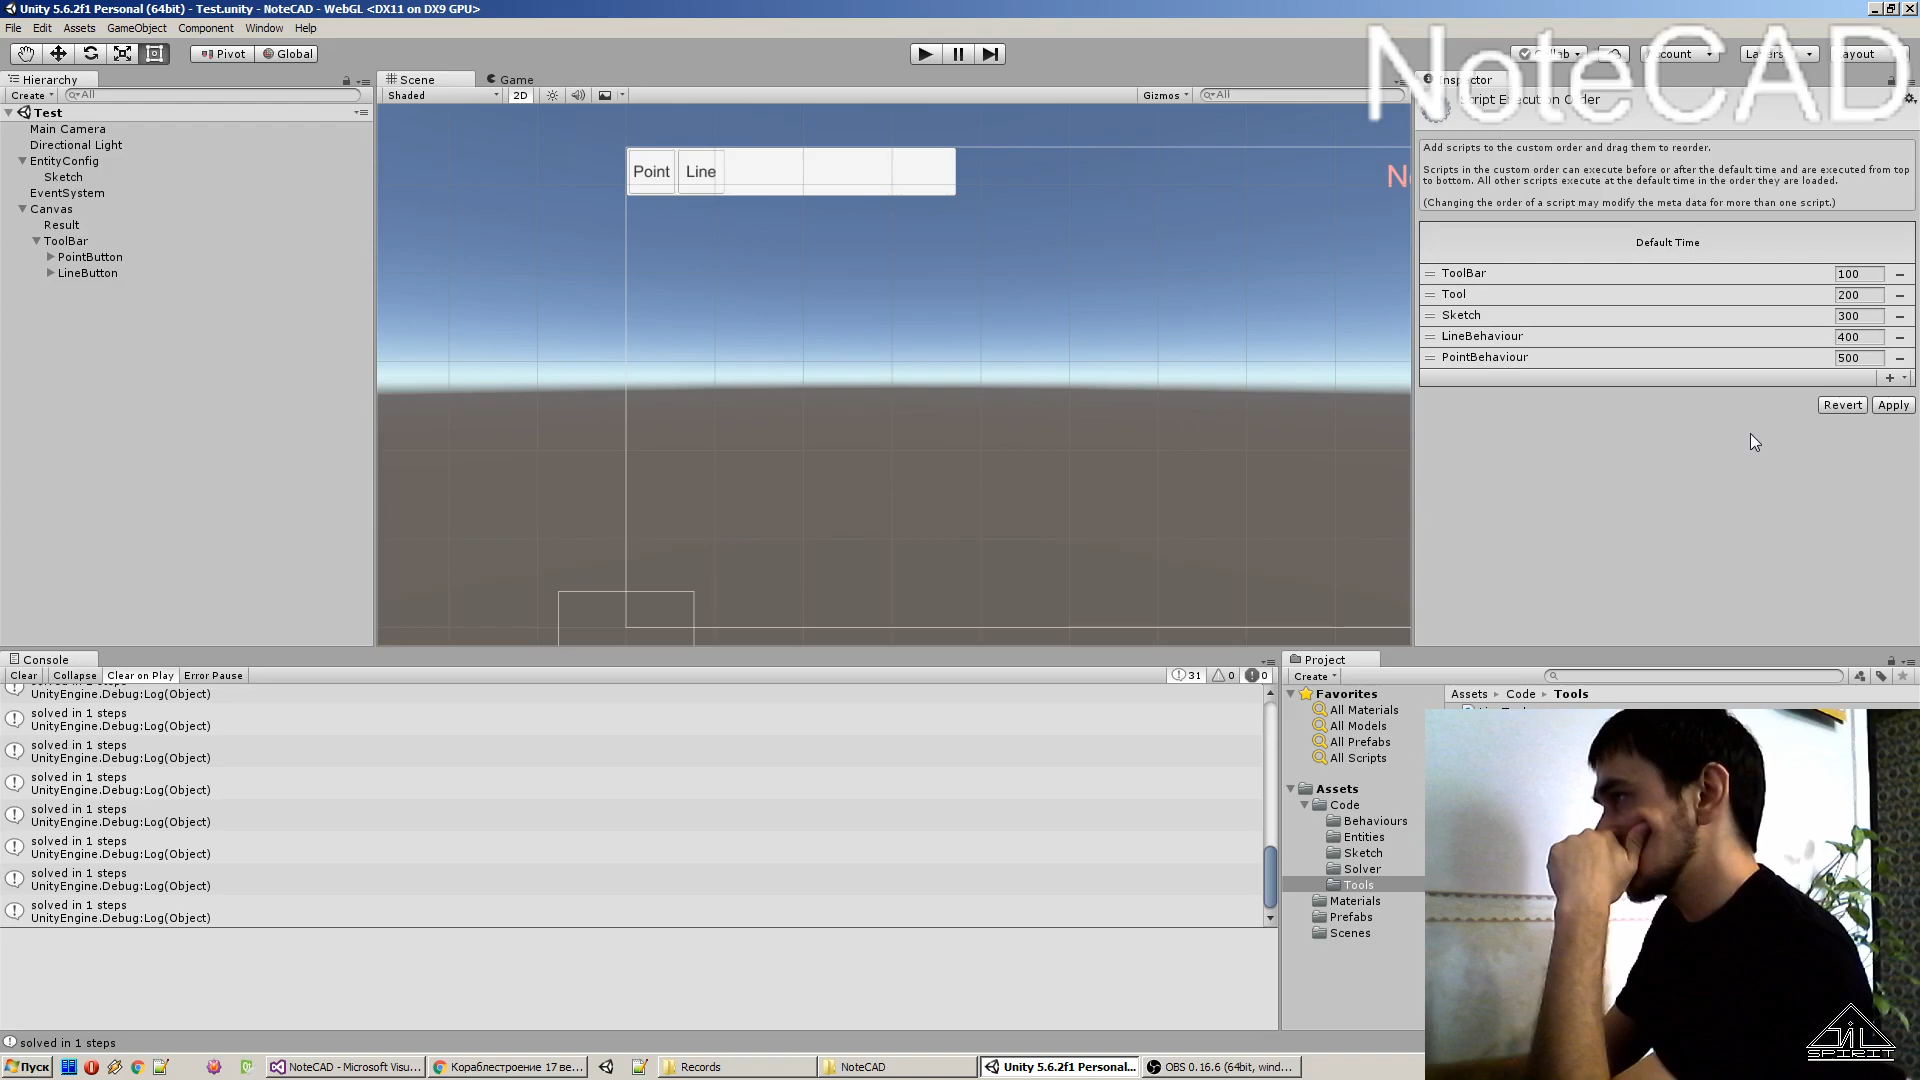 Unity 5.6.2f1 Personal (64bit) - Test.unity - NoteCAD - WebGL <DX11 on DX9 GPU>
File Edit Assets GameObject Component Window Help
Pivot Global
Account
Layout
NoteCAD
Hierarchy
Create All
Test
Main Camera
Directional Light
EntityConfig
Sketch
EventSystem
Canvas
Result
ToolBar
PointButton
LineButton
Scene Game
Shaded 2D Gizmos All
Point Line
Inspector
Script Execution Order
Add scripts to the custom order and drag them to reorder.
Scripts in the custom order can execute before or after the default time and are executed from top
to bottom. All other scripts execute at the default time in the order they are loaded.
(Changing the order of a script may modify the meta data for more than one script.)
Default Time
ToolBar 100
Tool 200
Sketch 300
LineBehaviour 400
PointBehaviour 500
Revert Apply
Console
Clear Collapse Clear on Play Error Pause 31 0 0
UnityEngine.Debug:Log(Object)
solved in 1 steps
UnityEngine.Debug:Log(Object)
solved in 1 steps
UnityEngine.Debug:Log(Object)
solved in 1 steps
UnityEngine.Debug:Log(Object)
solved in 1 steps
UnityEngine.Debug:Log(Object)
solved in 1 steps
UnityEngine.Debug:Log(Object)
solved in 1 steps
UnityEngine.Debug:Log(Object)
solved in 1 steps
UnityEngine.Debug:Log(Object)
Project
Create
Favorites
All Materials
All Models
All Prefabs
All Scripts
Assets
Code
Behaviours
Entities
Sketch
Solver
Tools
Materials
Prefabs
Scenes
Assets Code Tools
SPIRIT
solved in 1 steps
Пуск NoteCAD - Microsoft Visu... Кораблестроение 17 ве... Records NoteCAD Unity 5.6.2f1 Personal... OBS 0.16.6 (64bit, wind...